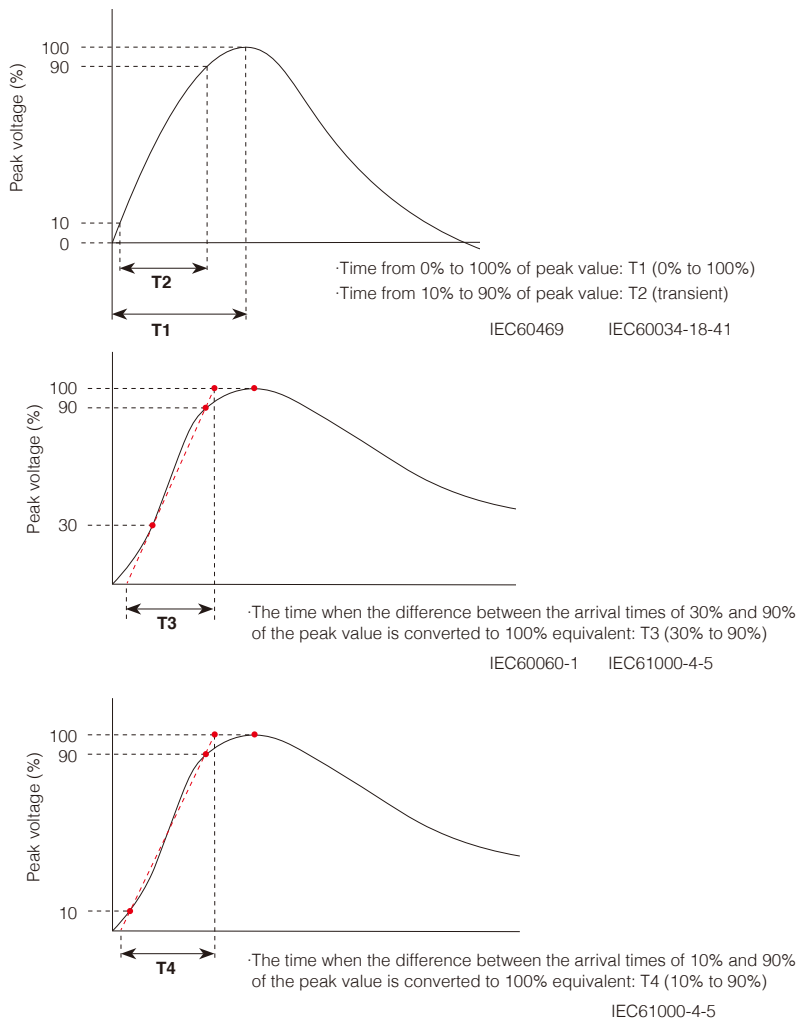 100
90
Peak voltage (%)
10
0
T2
T1
·Time from 0% to 100% of peak value: T1 (0% to 100%)
·Time from 10% to 90% of peak value: T2 (transient)
IEC60469 IEC60034-18-41
100
90
Peak voltage (%)
30
T3
·The time when the difference between the arrival times of 30% and 90%
of the peak value is converted to 100% equivalent: T3 (30% to 90%)
IEC60060-1 IEC61000-4-5
100
90
Peak voltage (%)
10
T4
·The time when the difference between the arrival times of 10% and 90%
of the peak value is converted to 100% equivalent: T4 (10% to 90%)
IEC61000-4-5